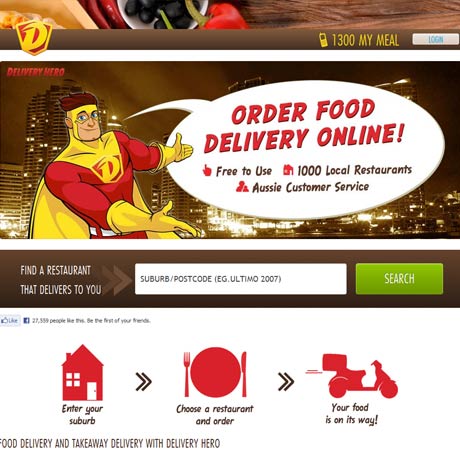 D
1300 MY MEAL
LOGIN
DELIVERY HERO
ORDER FOOD
DELIVERY ONLINE!
Free to Use
1000 Local Restaurants
Aussie Customer Service
D
FIND A RESTAURANT
THAT DELIVERS TO YOU
SUBURB/POSTCODE (EG.ULTIMO 2007)
SEARCH
Like
27,559 people like this. Be the first of your friends.
Enter your suburb
Choose a restaurant and order
Your food is on its way!
FOOD DELIVERY AND TAKEAWAY DELIVERY WITH DELIVERY HERO